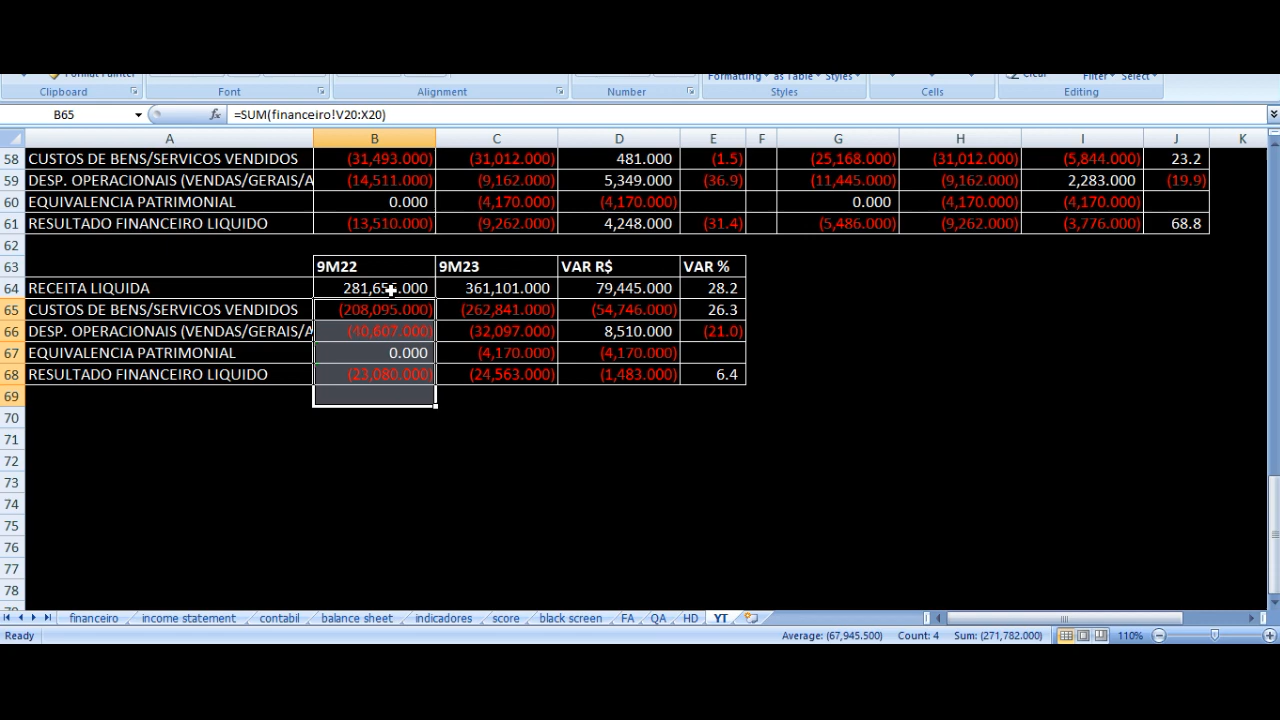 Formatting as Table Styles Clear Filter Select
Clipboard Font Alignment Number Styles Cells Editing
B65 fx =SUM(financeiro!V20:X20)
A B C D E F G H I J K
58 CUSTOS DE BENS/SERVICOS VENDIDOS (31,493.000) (31,012.000) 481.000 (1.5) (25,168.000) (31,012.000) (5,844.000) 23.2
59 DESP. OPERACIONAIS (VENDAS/GERAIS/A (14,511.000) (9,162.000) 5,349.000 (36.9) (11,445.000) (9,162.000) 2,283.000 (19.9)
60 EQUIVALENCIA PATRIMONIAL 0.000 (4,170.000) (4,170.000) 0.000 (4,170.000) (4,170.000)
61 RESULTADO FINANCEIRO LIQUIDO (13,510.000) (9,262.000) 4,248.000 (31.4) (5,486.000) (9,262.000) (3,776.000) 68.8
62
63 9M22 9M23 VAR R$ VAR %
64 RECEITA LIQUIDA 361,101.000 79,445.000 28.2
65 CUSTOS DE BENS/SERVICOS VENDIDOS (208,095.000) (262,841.000) (54,746.000) 26.3
66 DESP. OPERACIONAIS (VENDAS/GERAIS/A (40,607.000) (32,097.000) 8,510.000 (21.0)
67 EQUIVALENCIA PATRIMONIAL 0.000 (4,170.000) (4,170.000)
68 RESULTADO FINANCEIRO LIQUIDO (23,080.000) (24,563.000) (1,483.000) 6.4
69
70
71
72
73
74
75
76
77
78
financeiro income statement contabil balance sheet indicadores score black screen FA QA HD YT
Ready Average: (67,945.500) Count: 4 Sum: (271,782.000) 110%